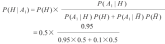 P(H | A₁) = P(H) × P(A₁ | H) / (P(A₁ | H) P(H) + P(A₁ | H̄) P(H̄))
= 0.5 × 0.95 / (0.95 × 0.5 + 0.1 × 0.5)